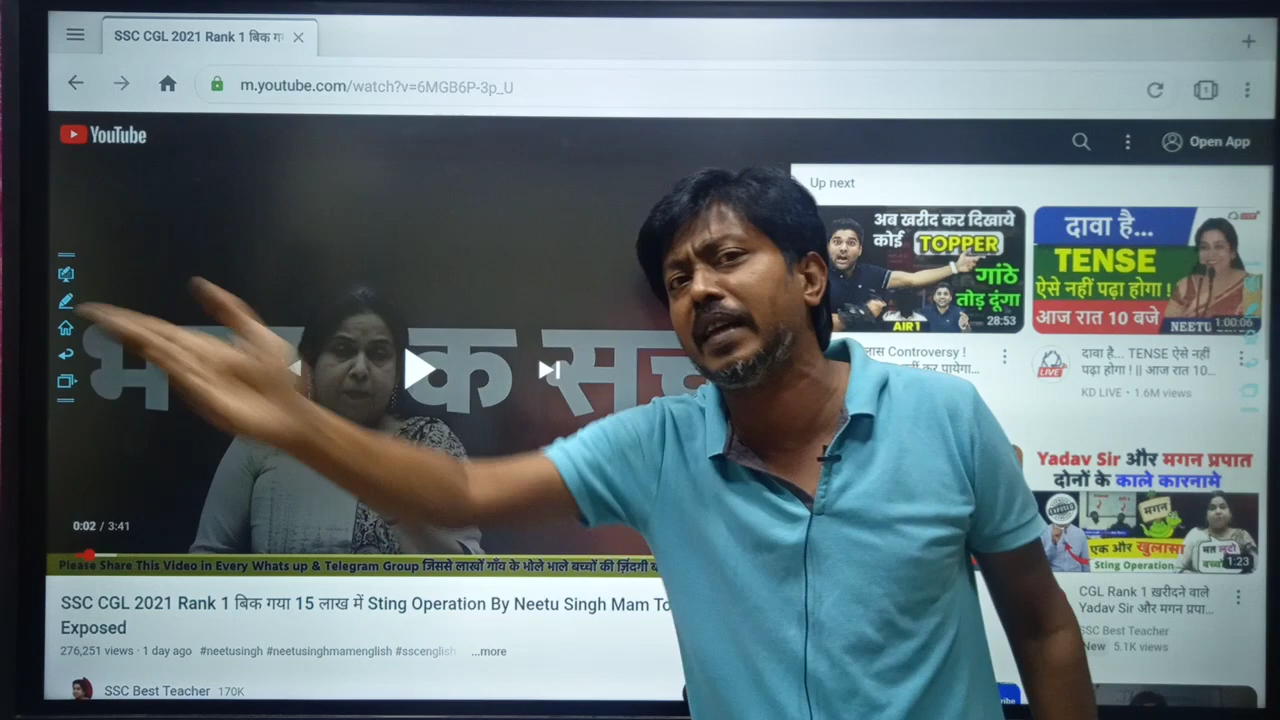 SSC CGL 2021 Rank 1 बिक ग
m.youtube.com/watch?v=6MGB6P-3p_U
YouTube
Open App
Up next
अब खरीद कर दिखाये
कोई TOPPER
गांठे
तोड़ दूंगा
AIR 1
28:53
Controversy !
दावा है...
TENSE
ऐसे नहीं पढ़ा होगा !
आज रात 10 बजे
NEETU
1:00:06
LIVE
दावा है... TENSE ऐसे नहीं
पढ़ा होगा ! || आज रात 10...
KD LIVE • 1.6M views
क सच
0:02 / 3:41
Please Share This Video in Every Whats up & Telegram Group जिससे लाखों गाँव के भोले भाले बच्चों की ज़िंदगी
SSC CGL 2021 Rank 1 बिक गया 15 लाख में Sting Operation By Neetu Singh Mam
Exposed
276,251 views · 1 day ago #neetusingh #neetusinghmamenglish #sscenglish ...more
SSC Best Teacher 170K
Yadav Sir और मगन प्रपात
दोनों के काले कारनामे
मगन
एक और खुलासा
Sting Operation
मत लूटो
1:23
CGL Rank 1 ख़रीदने वाले
Yadav Sir और मगन प्रपा...
SSC Best Teacher
New 5.1K views